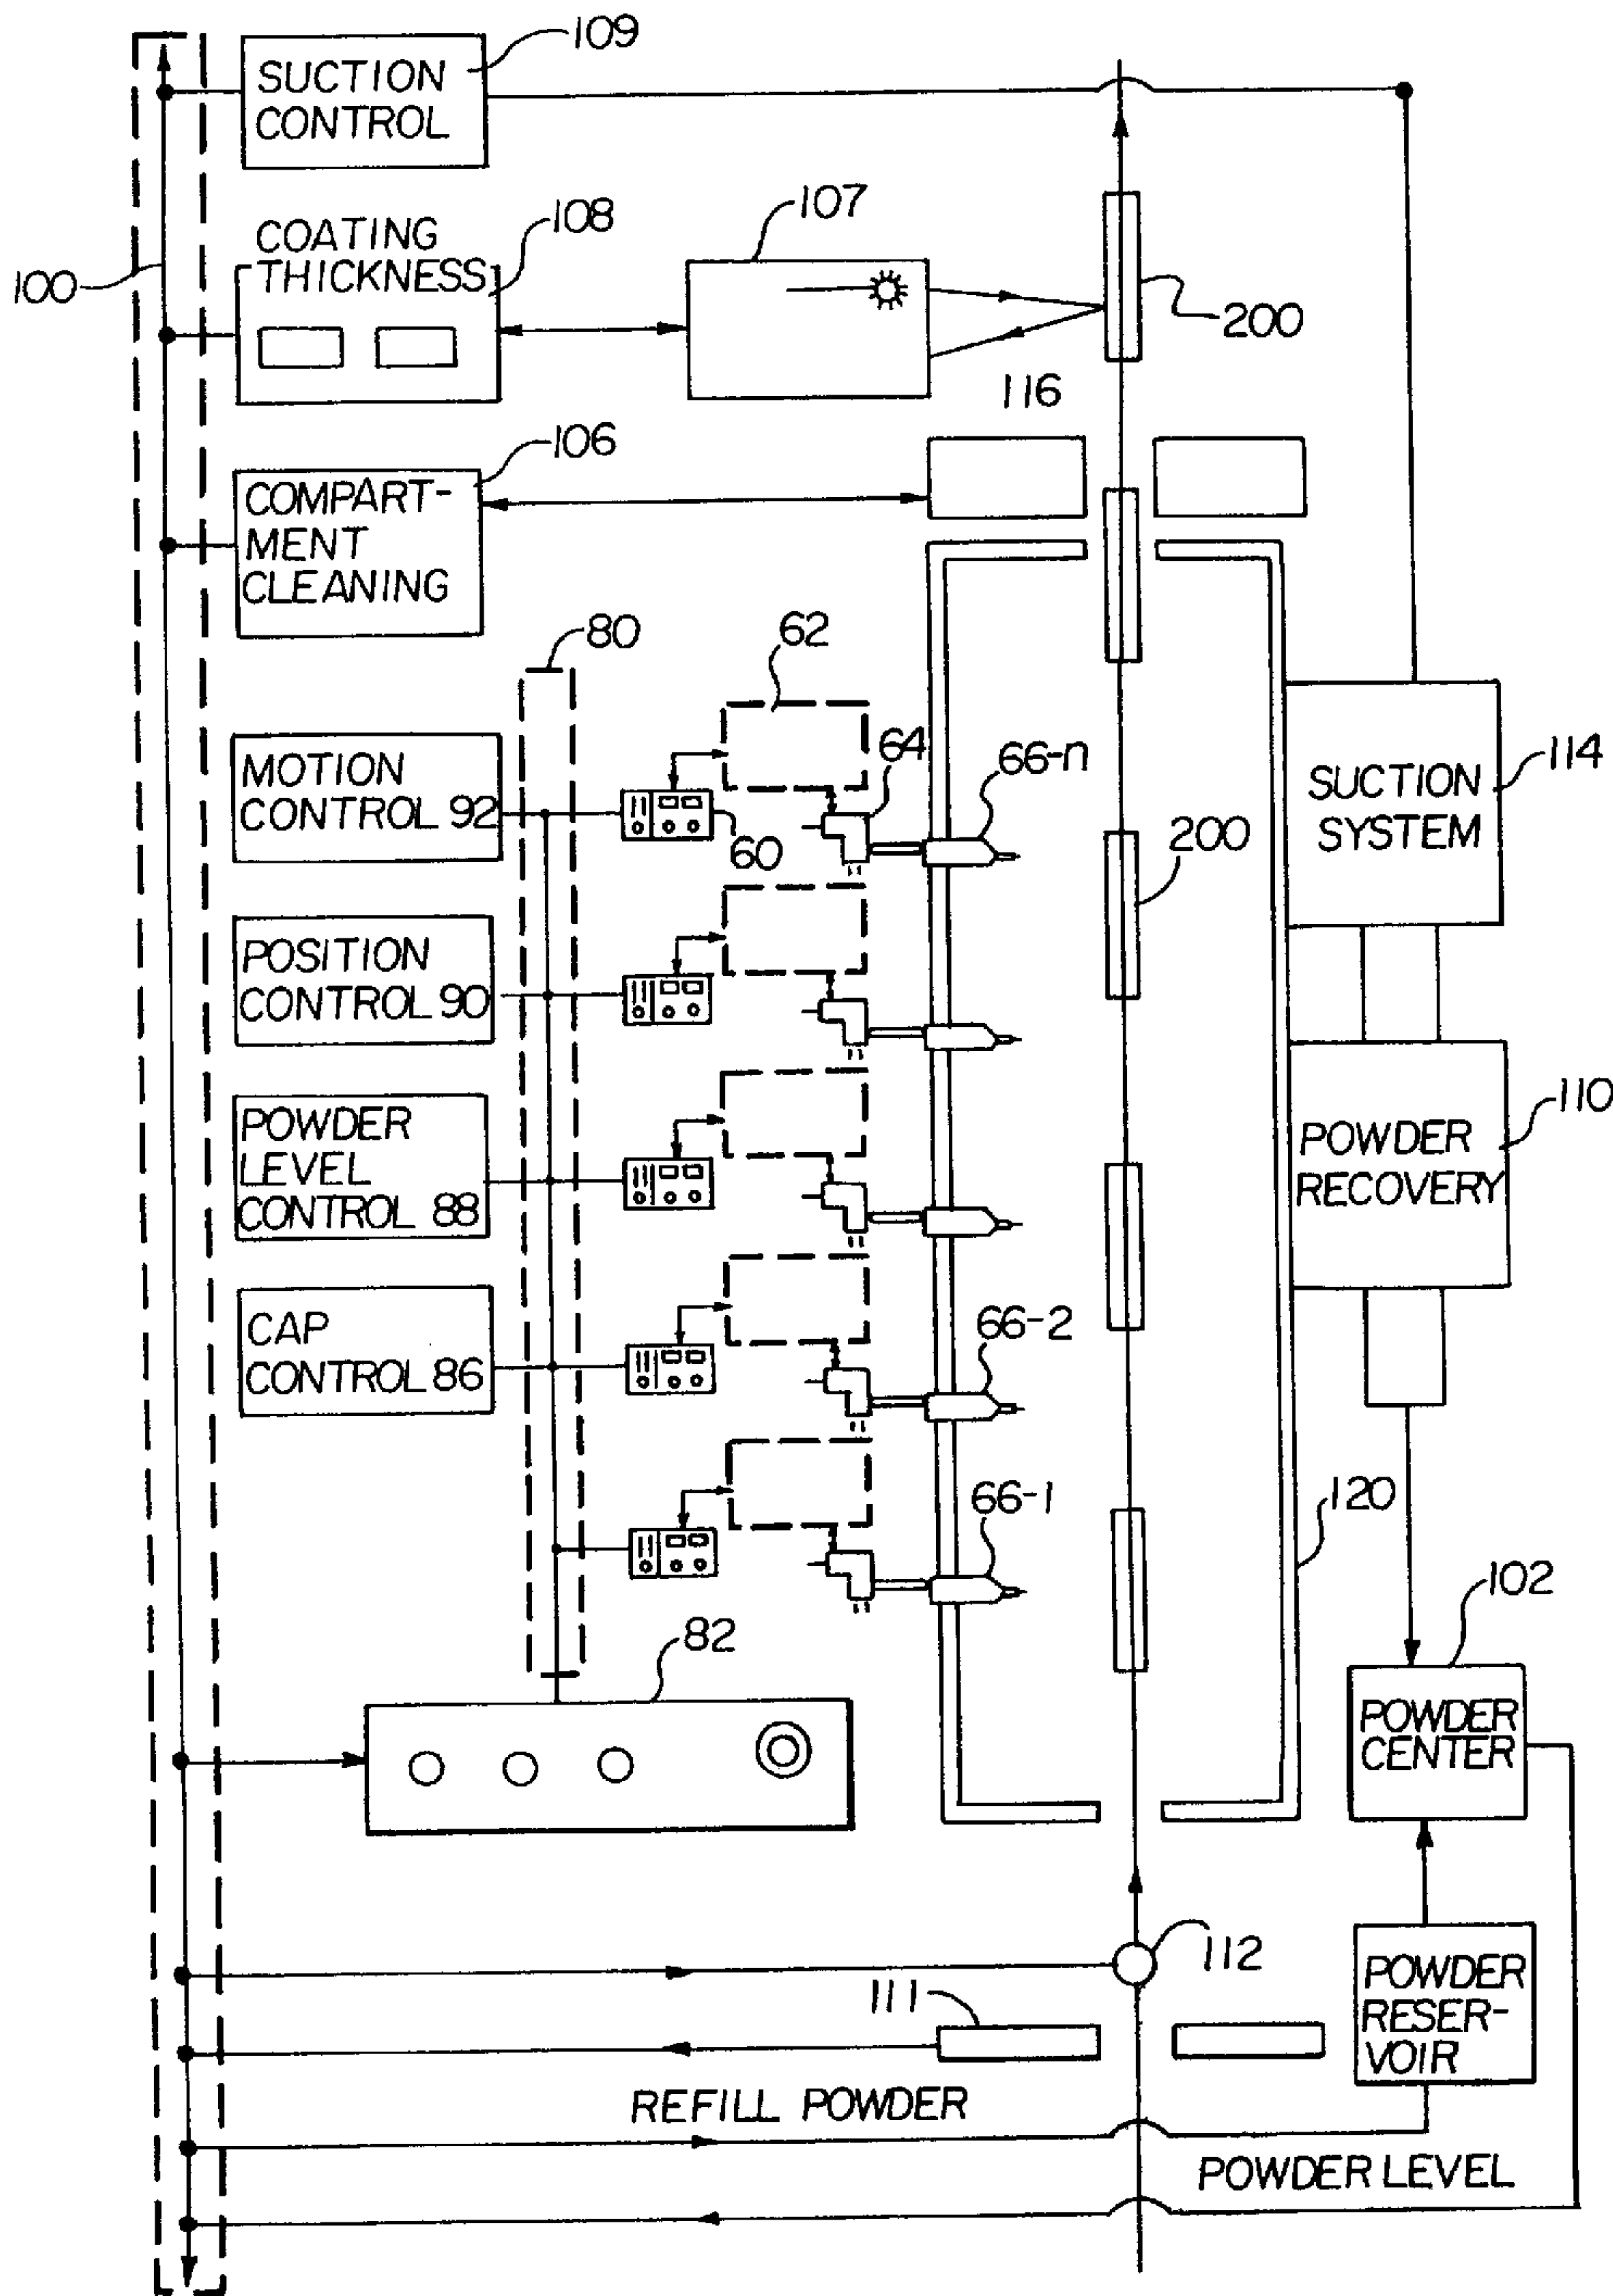 109
SUCTION
CONTROL
COATING
THICKNESS
108
107
100
200
116
106
COMPART-
MENT
CLEANING
80
62
MOTION
CONTROL 92
60
64
66-n
200
SUCTION
SYSTEM
114
POSITION
CONTROL 90
POWDER
LEVEL
CONTROL 88
POWDER
RECOVERY
110
CAP
CONTROL 86
66-2
66-1
120
102
82
POWDER
CENTER
112
111
POWDER
RESER-
VOIR
REFILL POWDER
POWDER LEVEL